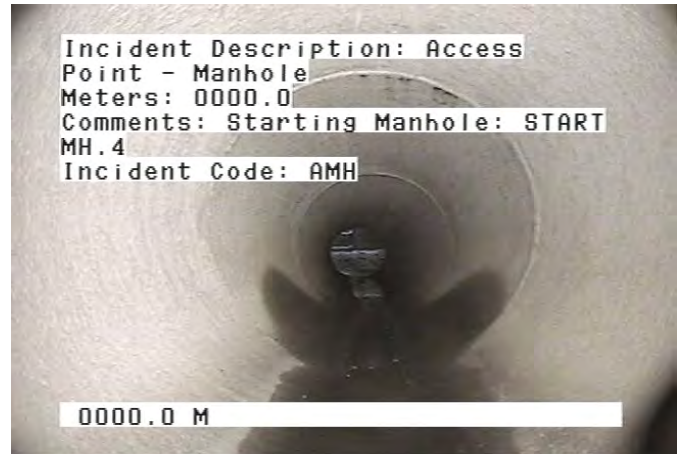 Incident Description: Access
Point - Manhole
Meters: 0000.0
Comments: Starting Manhole: START
MH.4
Incident Code: AMH
0000.0 M